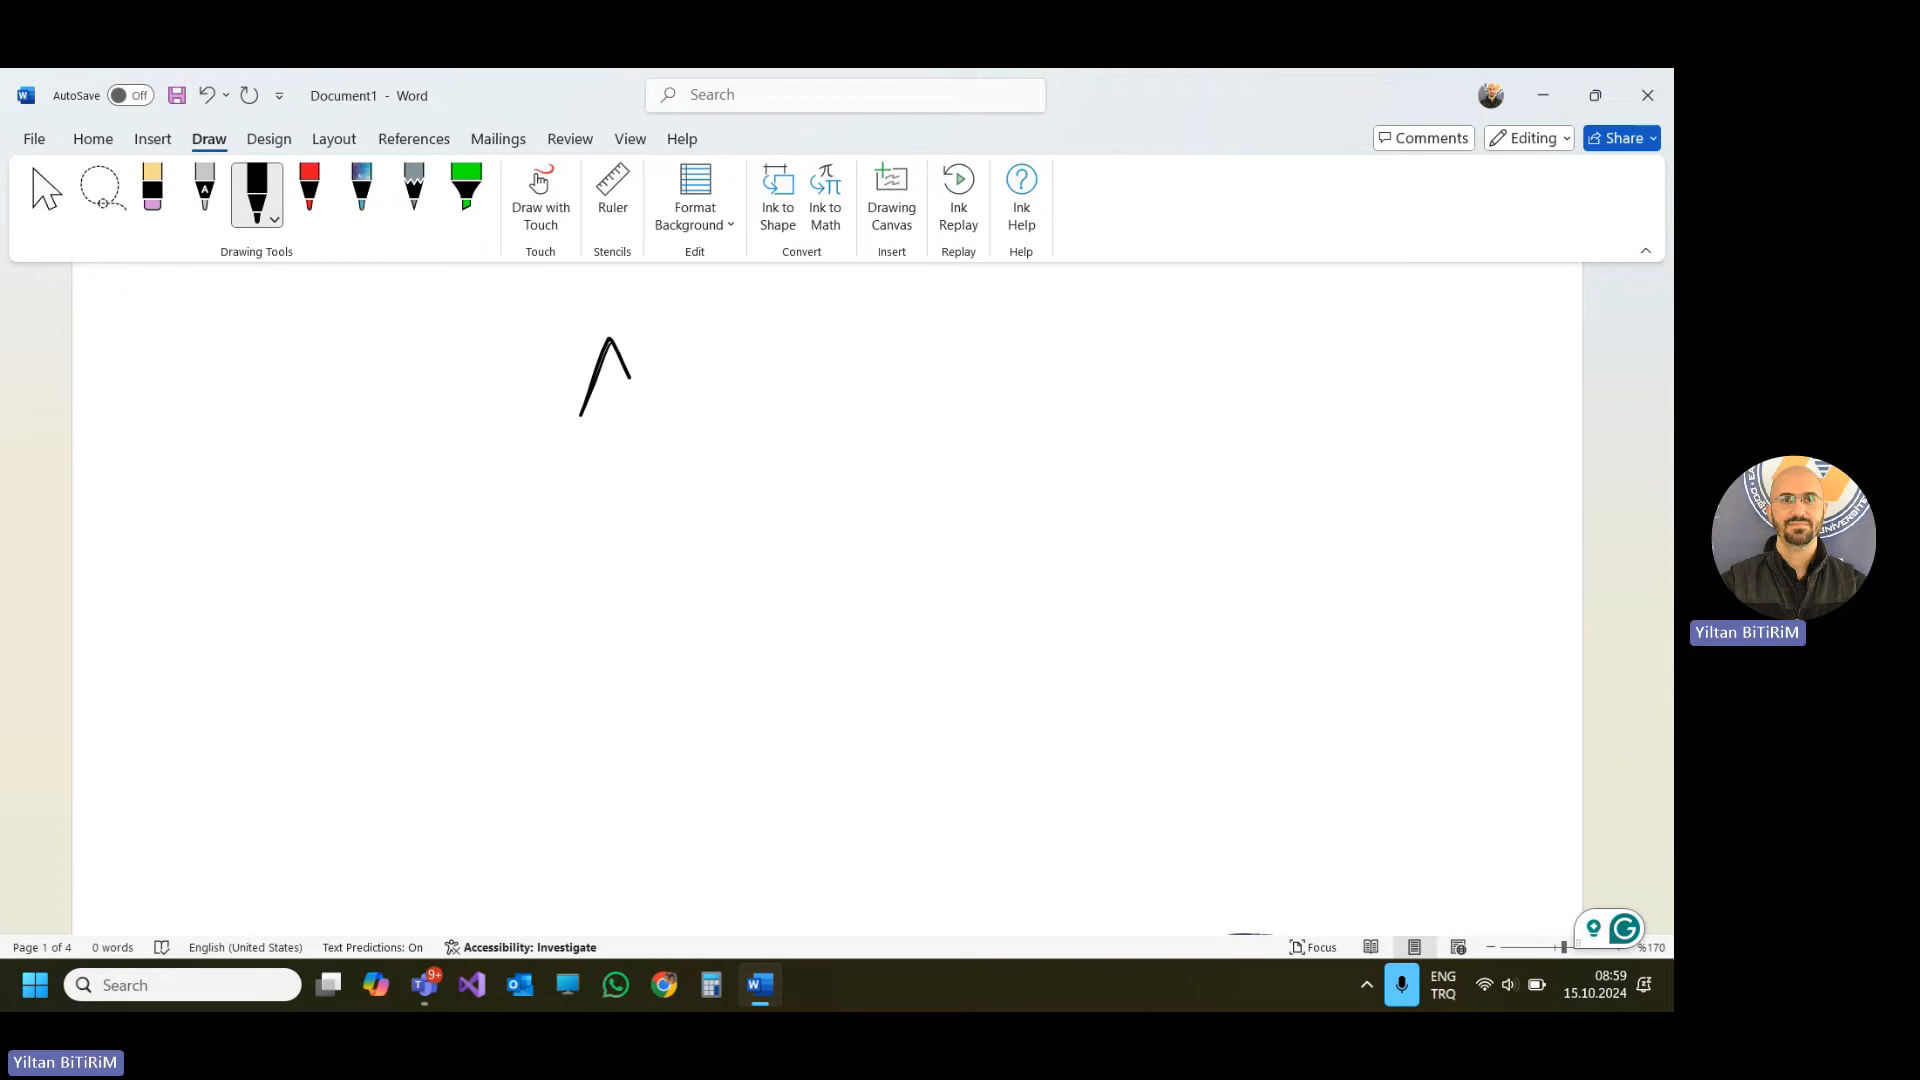 AutoSave Off Document1 - Word Search
File Home Insert Draw Design Layout References Mailings Review View Help Comments Editing Share
A
Draw with Touch Ruler Format Background Ink to Shape Ink to Math Drawing Canvas Ink Replay Ink Help
Drawing Tools Touch Stencils Edit Convert Insert Replay Help
Yiltan BiTiRiM
Page 1 of 4 0 words English (United States) Text Predictions: On Accessibility: Investigate Focus %170
Search 9+ ENG TRQ 08:59 15.10.2024
Yiltan BiTiRiM